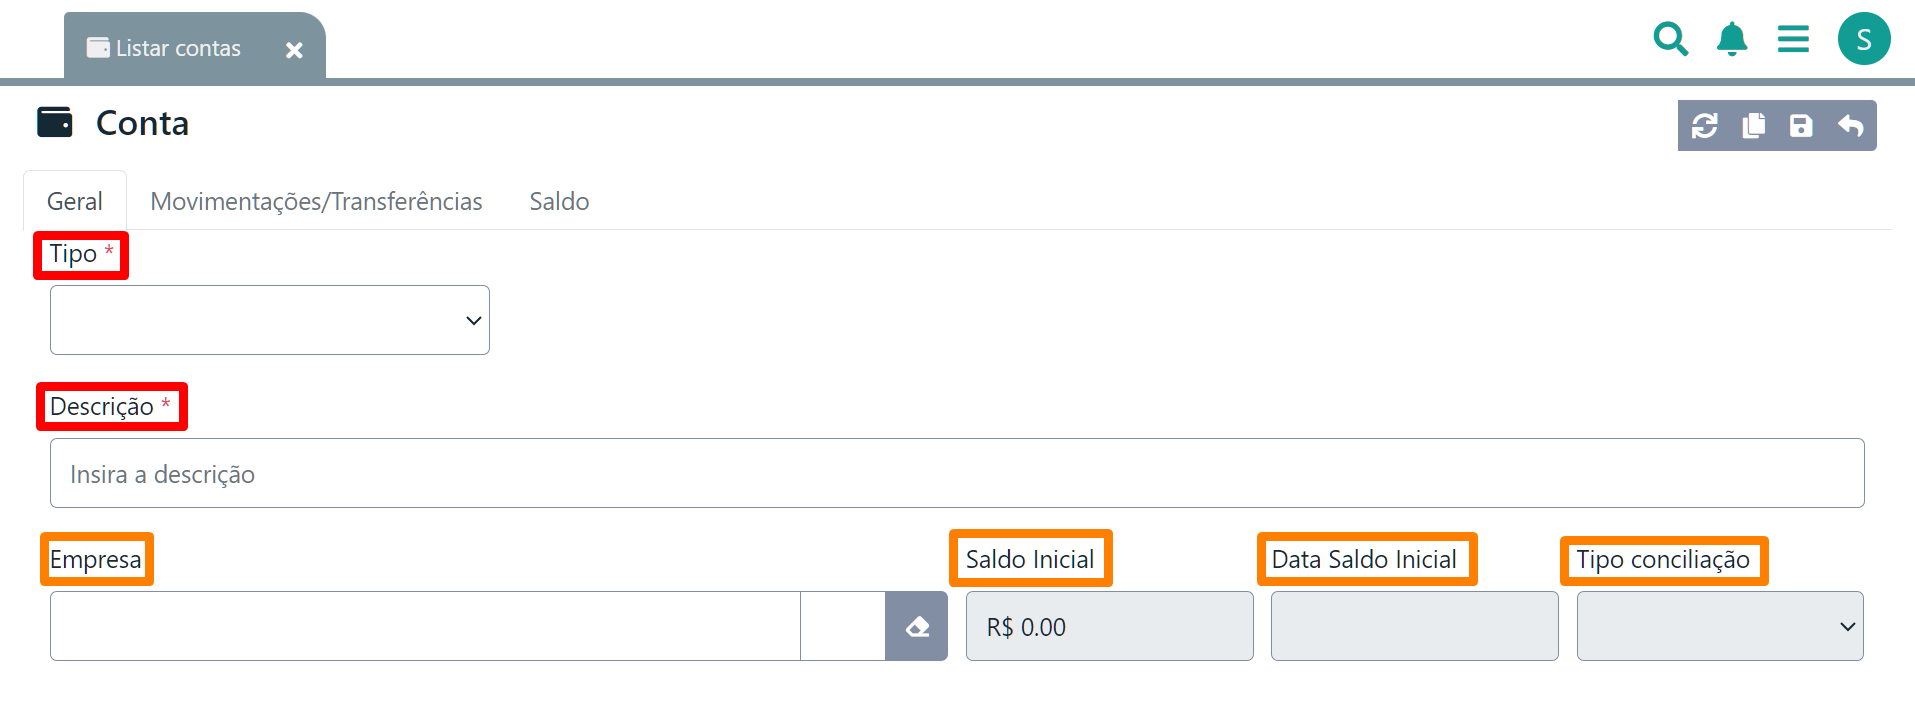 Listar contas
S
Conta
Geral Movimentações/Transferências Saldo
Tipo *
Descrição *
Insira a descrição
Empresa Saldo Inicial Data Saldo Inicial Tipo conciliação
R$ 0.00